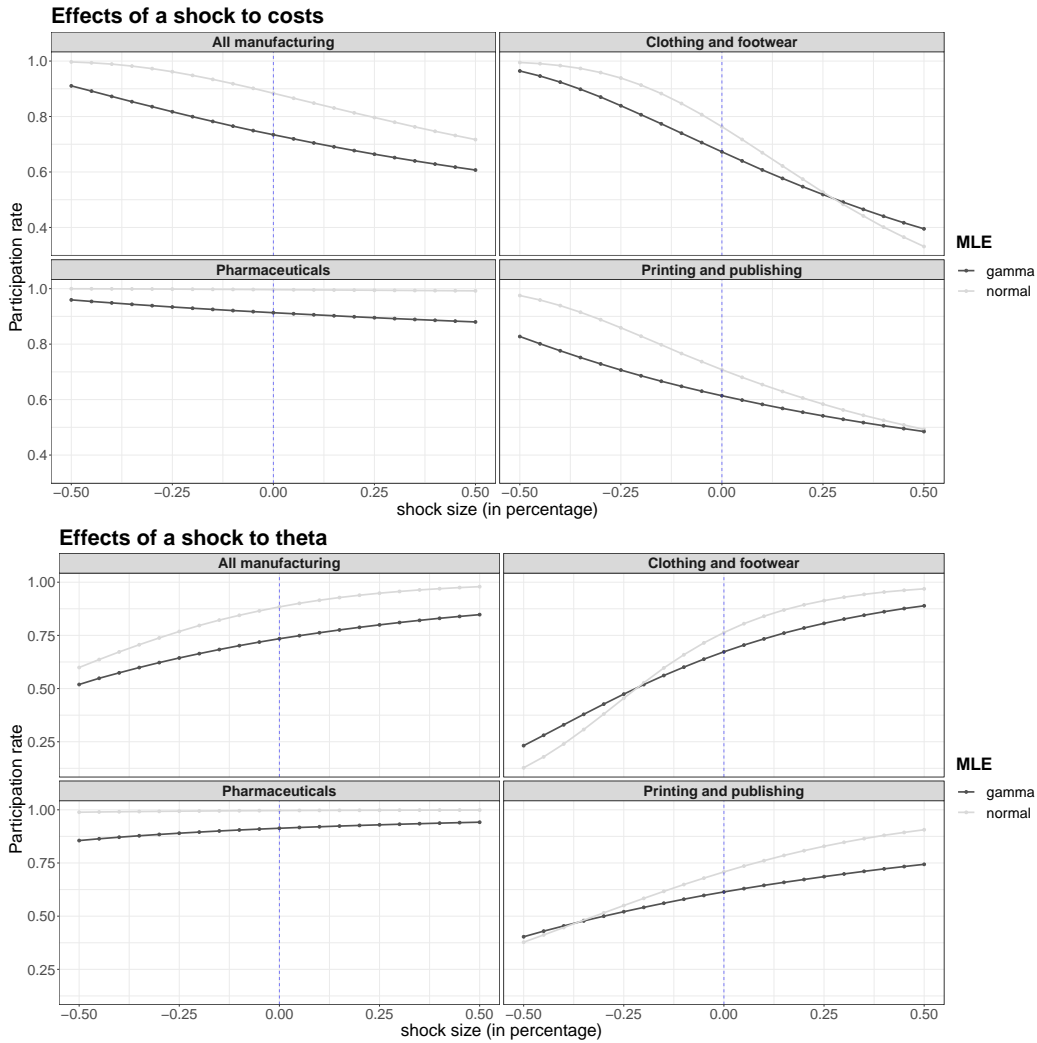 Effects of a shock to costs
All manufacturing
Clothing and footwear
1.0
0.8
0.6
0.4
Pharmaceuticals
Printing and publishing
1.0
0.8
0.6
0.4
Participation rate
−0.50 −0.25 0.00 0.25 0.50
−0.50 −0.25 0.00 0.25 0.50
shock size (in percentage)
MLE
gamma
normal
Effects of a shock to theta
All manufacturing
Clothing and footwear
1.00
0.75
0.50
0.25
Pharmaceuticals
Printing and publishing
1.00
0.75
0.50
0.25
Participation rate
−0.50 −0.25 0.00 0.25 0.50
−0.50 −0.25 0.00 0.25 0.50
shock size (in percentage)
MLE
gamma
normal